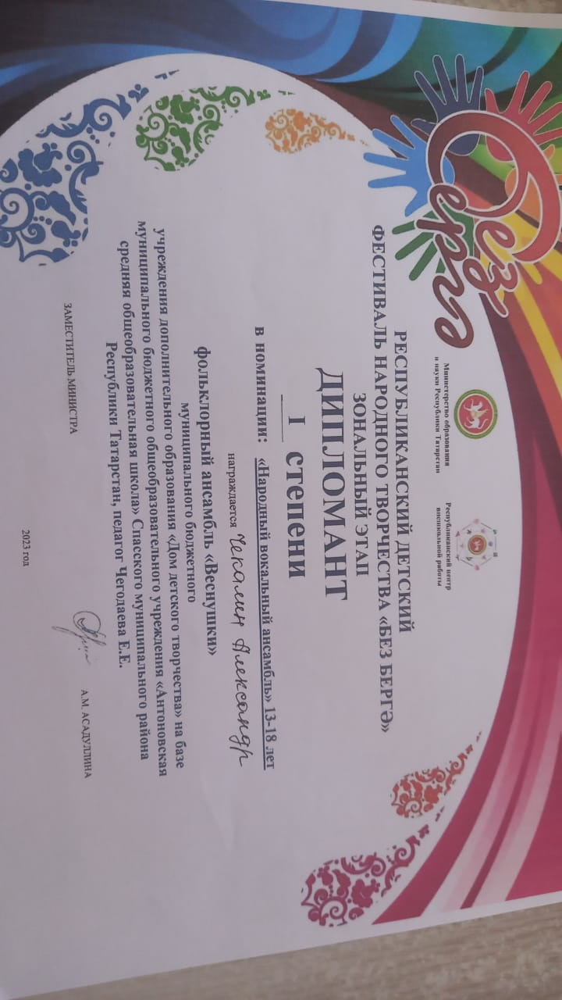 Без
Бергә
Министерство образования
и науки Республики Татарстан
Республиканский центр
внешкольной работы
РЕСПУБЛИКАНСКИЙ ДЕТСКИЙ
ФЕСТИВАЛЬ НАРОДНОГО ТВОРЧЕСТВА «БЕЗ БЕРГӘ»
ЗОНАЛЬНЫЙ ЭТАП
ДИПЛОМАНТ
I степени
в номинации: «Народный вокальный ансамбль» 13-18 лет
награждается Чекалин Александр
фольклорный ансамбль «Веснушки»
муниципального бюджетного
учреждения дополнительного образования «Дом детского творчества» на базе
муниципального бюджетного общеобразовательного учреждения «Антоновская
средняя общеобразовательная школа» Спасского муниципального района
Республики Татарстан, педагог Чегодаева Е.Е.
ЗАМЕСТИТЕЛЬ МИНИСТРА А.М. АСАДУЛЛИНА
2023 год